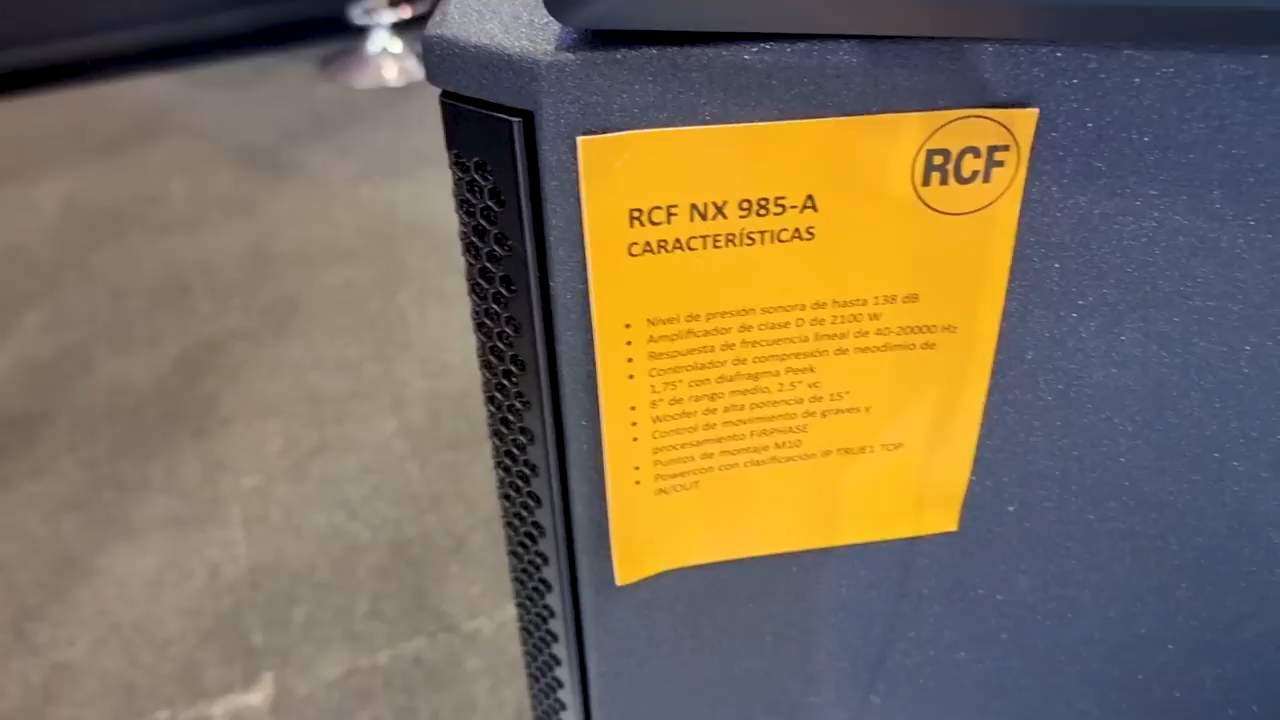 RCF
RCF NX 985-A
CARACTERÍSTICAS
• Nivel de presión sonora de hasta 138 dB
• Amplificador de clase D de 2100 W
• Respuesta de frecuencia lineal de 40-20000 Hz
• Controlador de compresión de neodimio de
1,75" con diafragma Peek
• 8" de rango medio, 2.5" vc
• Woofer de alta potencia de 15"
• Control de movimiento de graves y
procesamiento FiRPHASE
• Puntos de montaje M10
• Powercon con clasificación IP TRUE1 TOP
IN/OUT